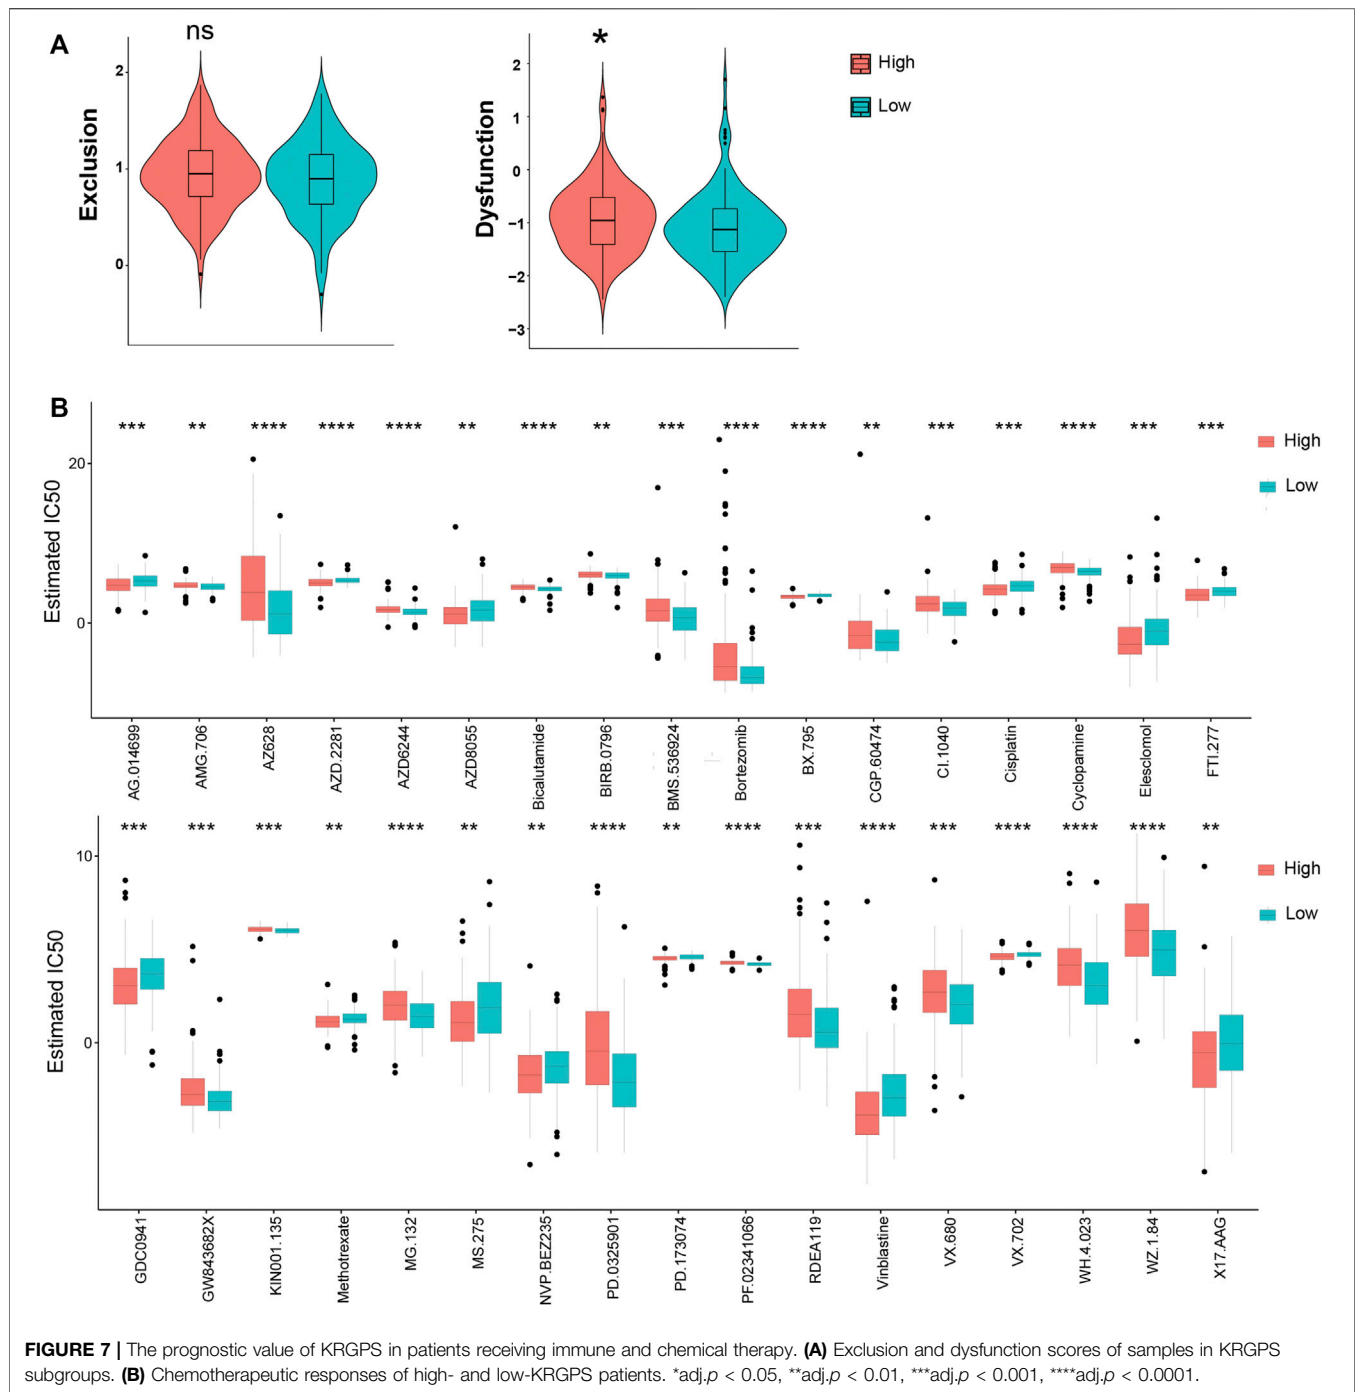 A
ns
*
High
Low
Exclusion
2
1
0
Dysfunction
2
1
0
−1
−2
−3
B
*** ** **** **** **** ** **** ** *** **** **** ** *** *** **** *** ***
High
Low
Estimated IC50
20
0
AG.014699
AMG.706
AZ628
AZD.2281
AZD6244
AZD8055
Bicalutamide
BIRB.0796
BMS.536924
Bortezomib
BX.795
CGP.60474
CI.1040
Cisplatin
Cyclopamine
Elesclomol
FTI.277
*** *** *** ** **** ** ** **** ** **** *** **** *** **** **** **** **
High
Low
Estimated IC50
10
0
GDC0941
GW843682X
KIN001.135
Methotrexate
MG.132
MS.275
NVP.BEZ235
PD.0325901
PD.173074
PF.02341066
RDEA119
Vinblastine
VX.680
VX.702
WH.4.023
WZ.1.84
X17.AAG
FIGURE 7 | The prognostic value of KRGPS in patients receiving immune and chemical therapy. (A) Exclusion and dysfunction scores of samples in KRGPS
subgroups. (B) Chemotherapeutic responses of high- and low-KRGPS patients. *adj.p < 0.05, **adj.p < 0.01, ***adj.p < 0.001, ****adj.p < 0.0001.